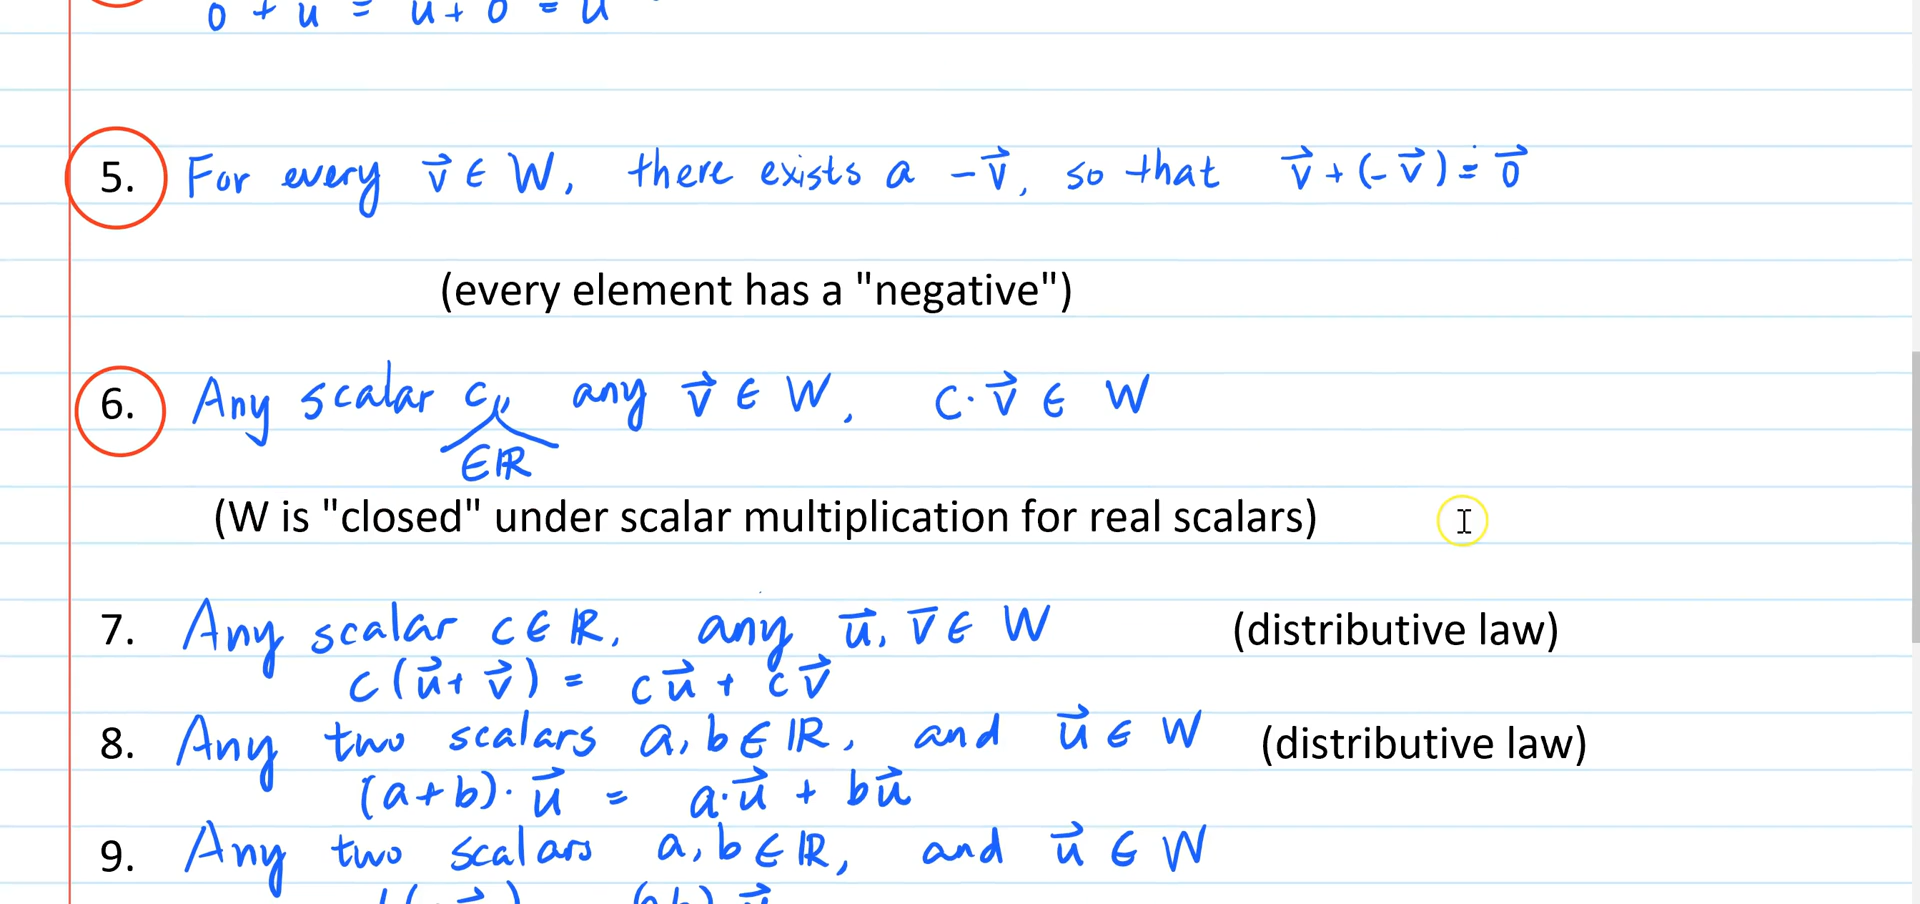 0 + u = u + 0 = u
5. For every v⃗ ∈ W, there exists a -v⃗, so that v⃗ + (-v⃗) = 0⃗
(every element has a "negative")
6. Any scalar c, any v⃗ ∈ W, c·v⃗ ∈ W
∈ℝ
(W is "closed" under scalar multiplication for real scalars)
7. Any scalar c ∈ ℝ, any u⃗, v̅ ∈ W (distributive law)
c(u⃗ + v⃗) = cu⃗ + cv⃗
8. Any two scalars a, b ∈ ℝ, and u⃗ ∈ W (distributive law)
(a+b)·u⃗ = a·u⃗ + bu⃗
9. Any two scalars a, b ∈ ℝ, and u⃗ ∈ W